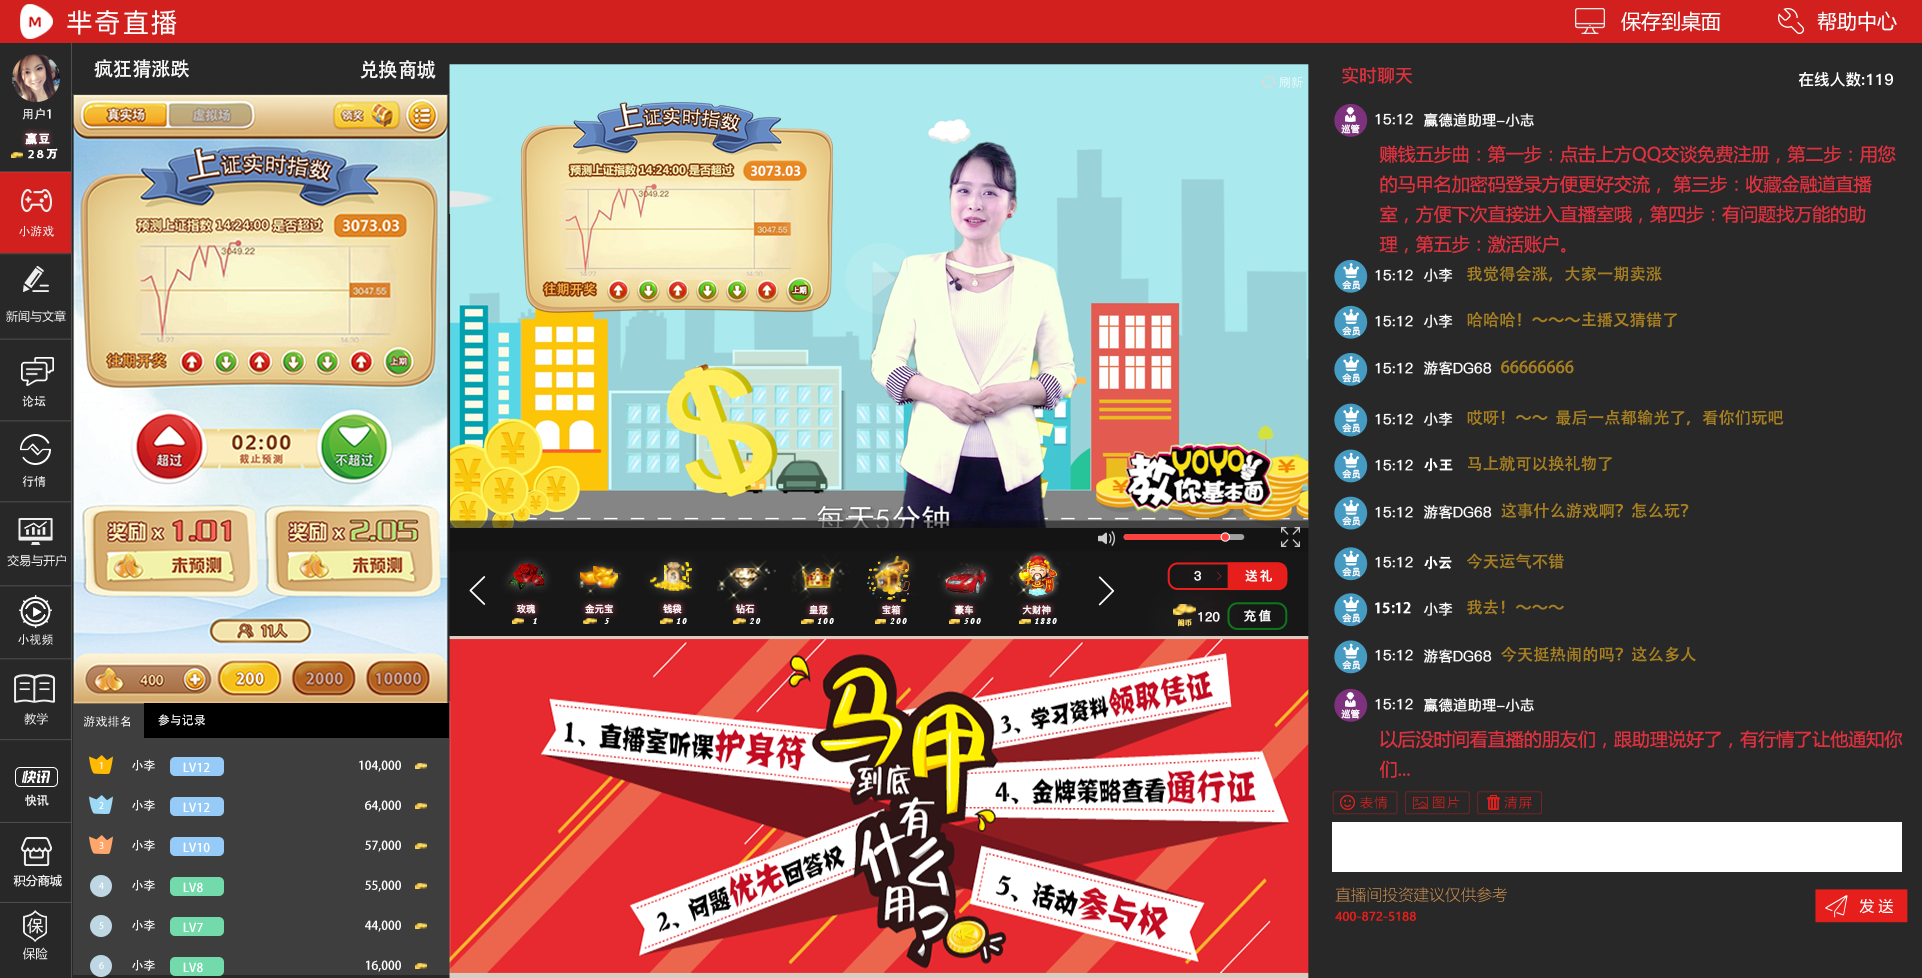 M 芈奇直播
保存到桌面
帮助中心
用户1
赢豆
28万
小游戏
新闻与文章
论坛
行情
交易与开户
小视频
教学
快讯
快讯
积分商城
保
保险
疯狂猜涨跌
兑换商城
真实场
虚拟场
领奖
上证实时指数
预测上证指数 14:24:00 是否超过 3073.03
3049.22
3047.55
14:22
14:30
往期开奖
上期
超过
02:00
截止预测
不超过
奖励 x 1.01
未预测
奖励 x 2.05
未预测
11人
400
200
2000
10000
游戏排名
参与记录
1 小李 LV12 104,000
2 小李 LV12 64,000
3 小李 LV10 57,000
4 小李 LV8 55,000
5 小李 LV7 44,000
6 小李 LV8 16,000
刷新
上证实时指数
预测上证指数 14:24:00 是否超过 3073.03
3049.22
3047.55
14:22
14:30
往期开奖
上期
教YOYO
你基本面
每天5分钟
玫瑰
1
金元宝
5
钱袋
10
钻石
20
皇冠
100
宝箱
200
豪车
500
大财神
1880
3
送礼
120
充值
马甲
到底
有
什么
用?
1、直播室听课护身符
2、问题优先回答权
3、学习资料领取凭证
4、金牌策略查看通行证
5、活动参与权
实时聊天
在线人数:119
巡管 15:12 赢德道助理-小志
赚钱五步曲：第一步：点击上方QQ交谈免费注册，第二步：用您
的马甲名加密码登录方便更好交流， 第三步：收藏金融道直播
室，方便下次直接进入直播室哦，第四步：有问题找万能的助
理，第五步：激活账户。
会员 15:12 小李 我觉得会涨，大家一期卖涨
会员 15:12 小李 哈哈哈！～～～主播又猜错了
会员 15:12 游客DG68 66666666
会员 15:12 小李 哎呀！～～ 最后一点都输光了，看你们玩吧
会员 15:12 小王 马上就可以换礼物了
会员 15:12 游客DG68 这事什么游戏啊？怎么玩？
会员 15:12 小云 今天运气不错
会员 15:12 小李 我去！～～～
会员 15:12 游客DG68 今天挺热闹的吗？这么多人
巡管 15:12 赢德道助理-小志
以后没时间看直播的朋友们，跟助理说好了，有行情了让他通知你
们...
表情
图片
清屏
直播间投资建议仅供参考
400-872-5188
发送